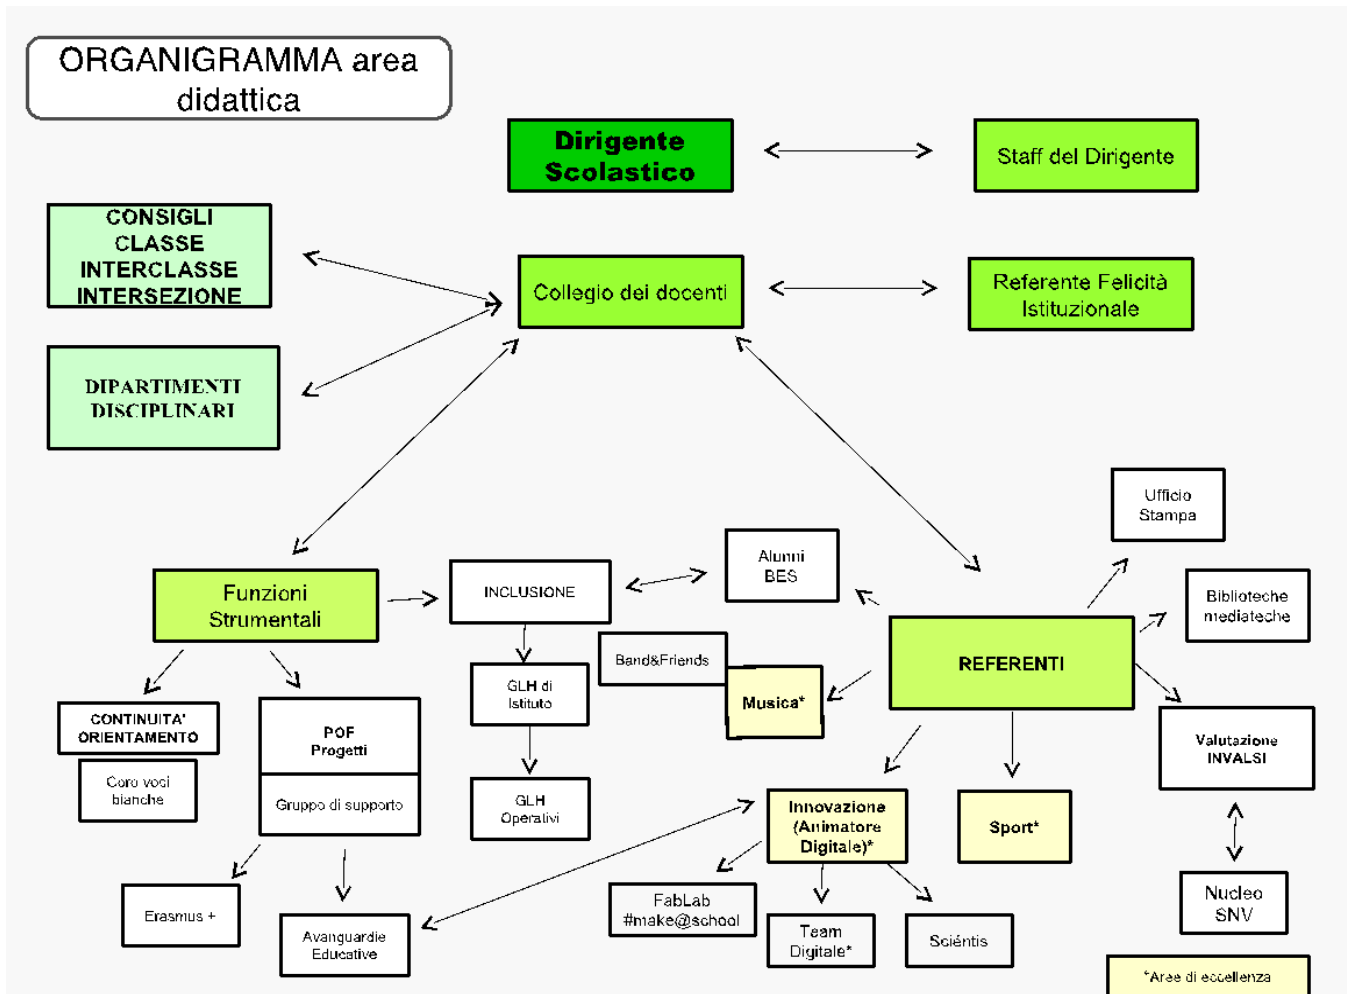 ORGANIGRAMMA area
didattica
Dirigente
Scolastico
Staff del Dirigente
CONSIGLI
CLASSE
INTERCLASSE
INTERSEZIONE
Collegio dei docenti
Referente Felicità
Istituzionale
DIPARTIMENTI
DISCIPLINARI
Ufficio
Stampa
Funzioni
Strumentali
INCLUSIONE
Alunni
BES
Biblioteche
mediateche
Band&Friends
REFERENTI
GLH di
Istituto
Musica*
CONTINUITA'
ORIENTAMENTO
POF
Progetti
Valutazione
INVALSI
Coro voci
bianche
Gruppo di supporto
GLH
Operativi
Innovazione
(Animatore
Digitale)*
Sport*
Erasmus +
Avanguardie
Educative
FabLab
#make@school
Team
Digitale*
Sciéntis
Nucleo
SNV
*Aree di eccellenza